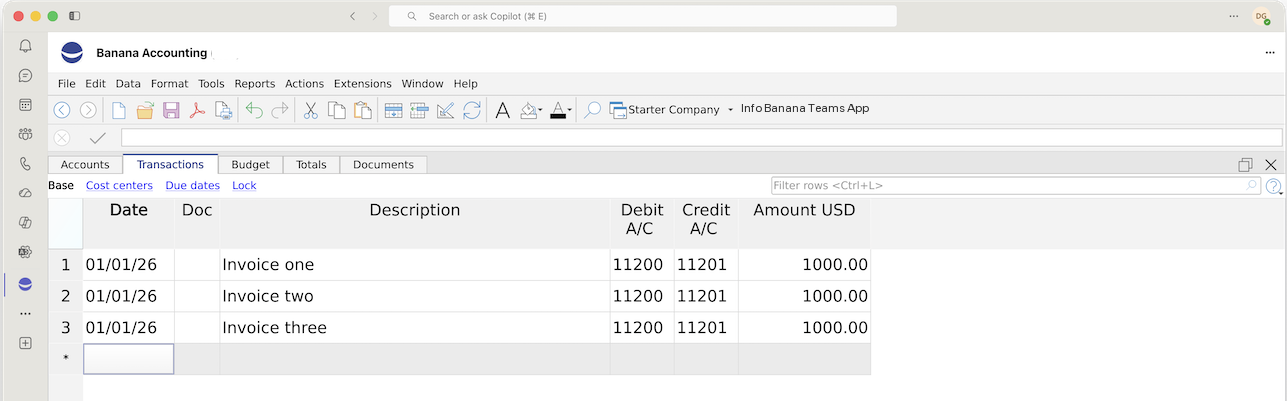 Search or ask Copilot (⌘ E)
DG
Banana Accounting
File Edit Data Format Tools Reports Actions Extensions Window Help
A A Starter Company Info Banana Teams App
Accounts Transactions Budget Totals Documents
Base Cost centers Due dates Lock Filter rows <Ctrl+L> ?
Date Doc Description Debit A/C Credit A/C Amount USD
1 01/01/26 Invoice one 11200 11201 1000.00
2 01/01/26 Invoice two 11200 11201 1000.00
3 01/01/26 Invoice three 11200 11201 1000.00
*